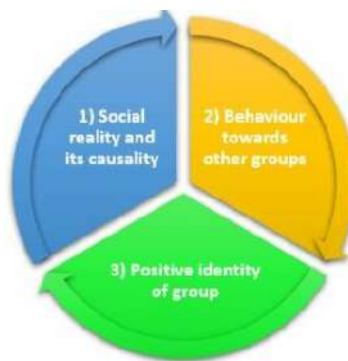 1) Social
reality and
its causality
2) Behaviour
towards
other groups
3) Positive identity
of group